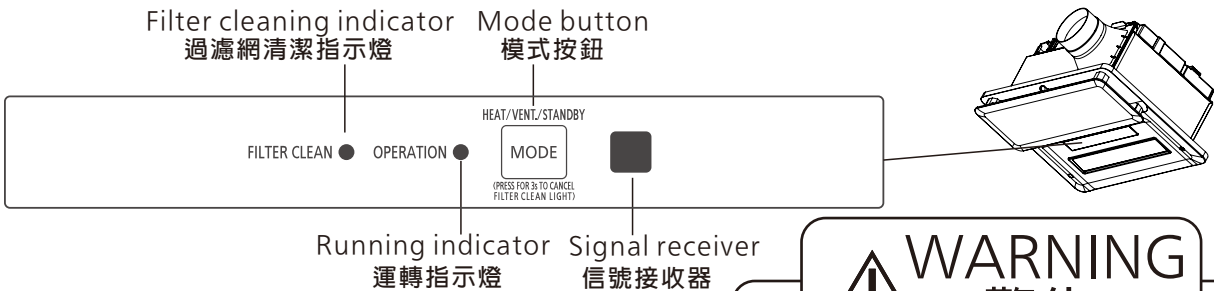 Filter cleaning indicator
過濾網清潔指示燈
Mode button
模式按鈕
HEAT/VENT./STANDBY
FILTER CLEAN
OPERATION
MODE
(PRESS FOR 3s TO CANCEL
FILTER CLEAN LIGHT)
Running indicator
運轉指示燈
Signal receiver
信號接收器
WARNING